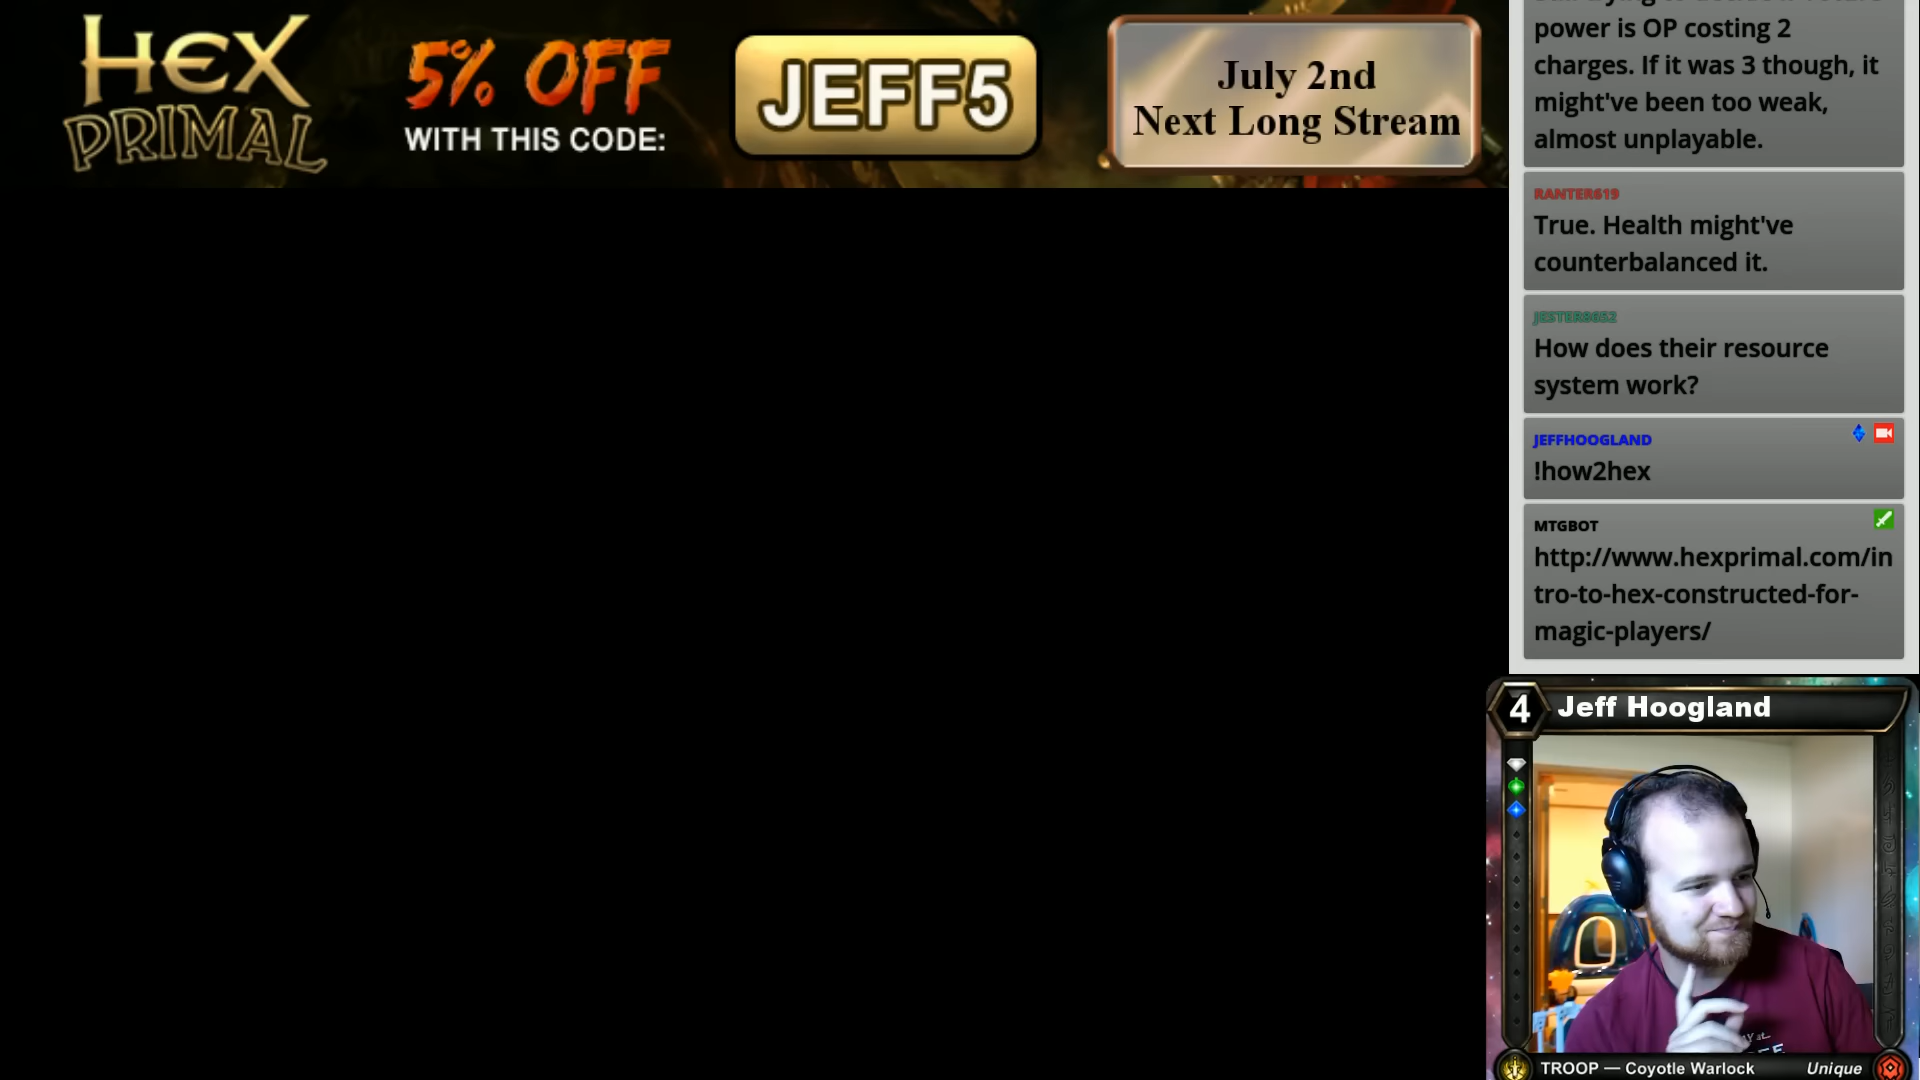 HEX
PRIMAL
5% OFF
WITH THIS CODE:
JEFF5
July 2nd
Next Long Stream
power is OP costing 2
charges. If it was 3 though, it
might've been too weak,
almost unplayable.
RANTER619
True. Health might've
counterbalanced it.
JESTER8652
How does their resource
system work?
JEFFHOOGLAND
!how2hex
MTGBOT
http://www.hexprimal.com/in
tro-to-hex-constructed-for-
magic-players/
4
Jeff Hoogland
TROOP — Coyotle Warlock
Unique